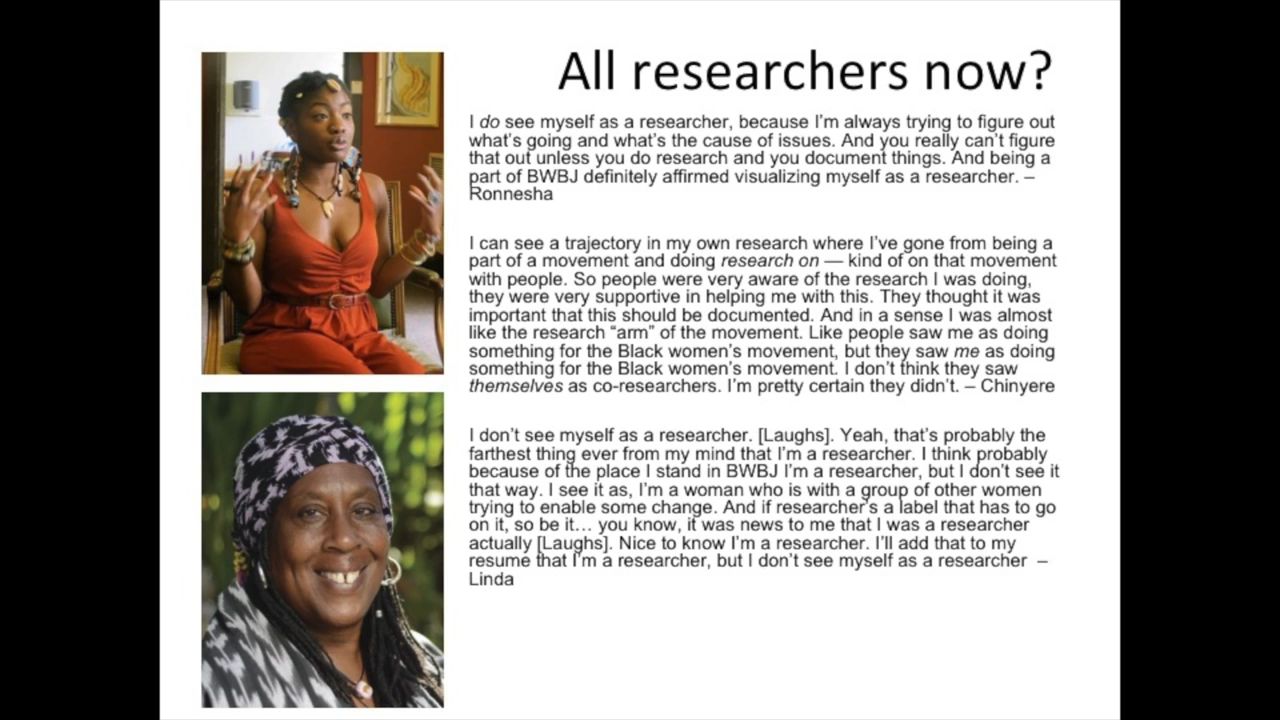 All researchers now?
I do see myself as a researcher, because I'm always trying to figure out
what's going and what's the cause of issues. And you really can't figure
that out unless you do research and you document things. And being a
part of BWBJ definitely affirmed visualizing myself as a researcher. –
Ronnesha
I can see a trajectory in my own research where I've gone from being a
part of a movement and doing research on — kind of on that movement
with people. So people were very aware of the research I was doing,
they were very supportive in helping me with this. They thought it was
important that this should be documented. And in a sense I was almost
like the research “arm” of the movement. Like people saw me as doing
something for the Black women's movement, but they saw me as doing
something for the Black women's movement. I don't think they saw
themselves as co-researchers. I'm pretty certain they didn't. – Chinyere
I don't see myself as a researcher. [Laughs]. Yeah, that's probably the
farthest thing ever from my mind that I'm a researcher. I think probably
because of the place I stand in BWBJ I'm a researcher, but I don't see it
that way. I see it as, I'm a woman who is with a group of other women
trying to enable some change. And if researcher's a label that has to go
on it, so be it… you know, it was news to me that I was a researcher
actually [Laughs]. Nice to know I'm a researcher. I'll add that to my
resume that I'm a researcher, but I don't see myself as a researcher –
Linda